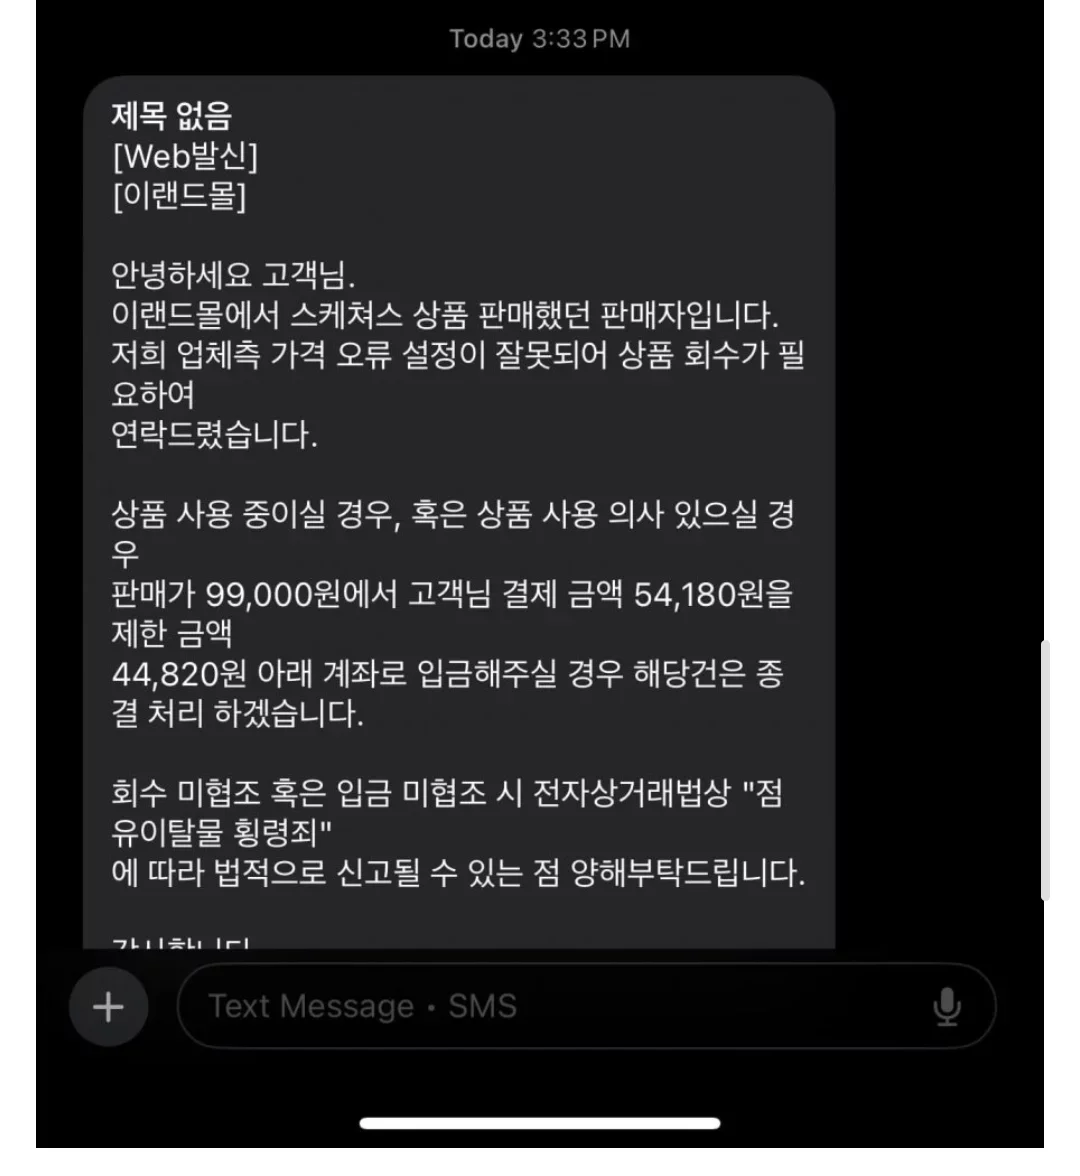 Today 3:33 PM
제목 없음
[Web발신]
[이랜드몰]
안녕하세요 고객님.
이랜드몰에서 스케쳐스 상품 판매했던 판매자입니다.
저희 업체측 가격 오류 설정이 잘못되어 상품 회수가 필
요하여
연락드렸습니다.
상품 사용 중이실 경우, 혹은 상품 사용 의사 있으실 경
우
판매가 99,000원에서 고객님 결제 금액 54,180원을
제한 금액
44,820원 아래 계좌로 입금해주실 경우 해당건은 종
결 처리 하겠습니다.
회수 미협조 혹은 입금 미협조 시 전자상거래법상 "점
유이탈물 횡령죄"
에 따라 법적으로 신고될 수 있는 점 양해부탁드립니다.
감사합니다
Text Message • SMS